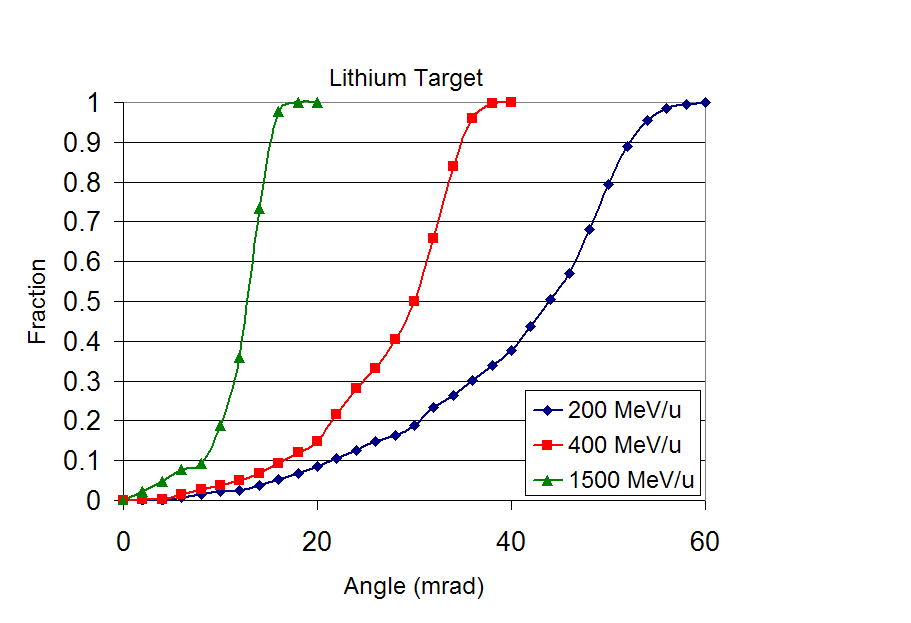 Lithium Target
1
0.9
0.8
0.7
0.6
0.5
0.4
0.3
0.2
0.1
0
Fraction
200 MeV/u
400 MeV/u
1500 MeV/u
0 20 40 60
Angle (mrad)